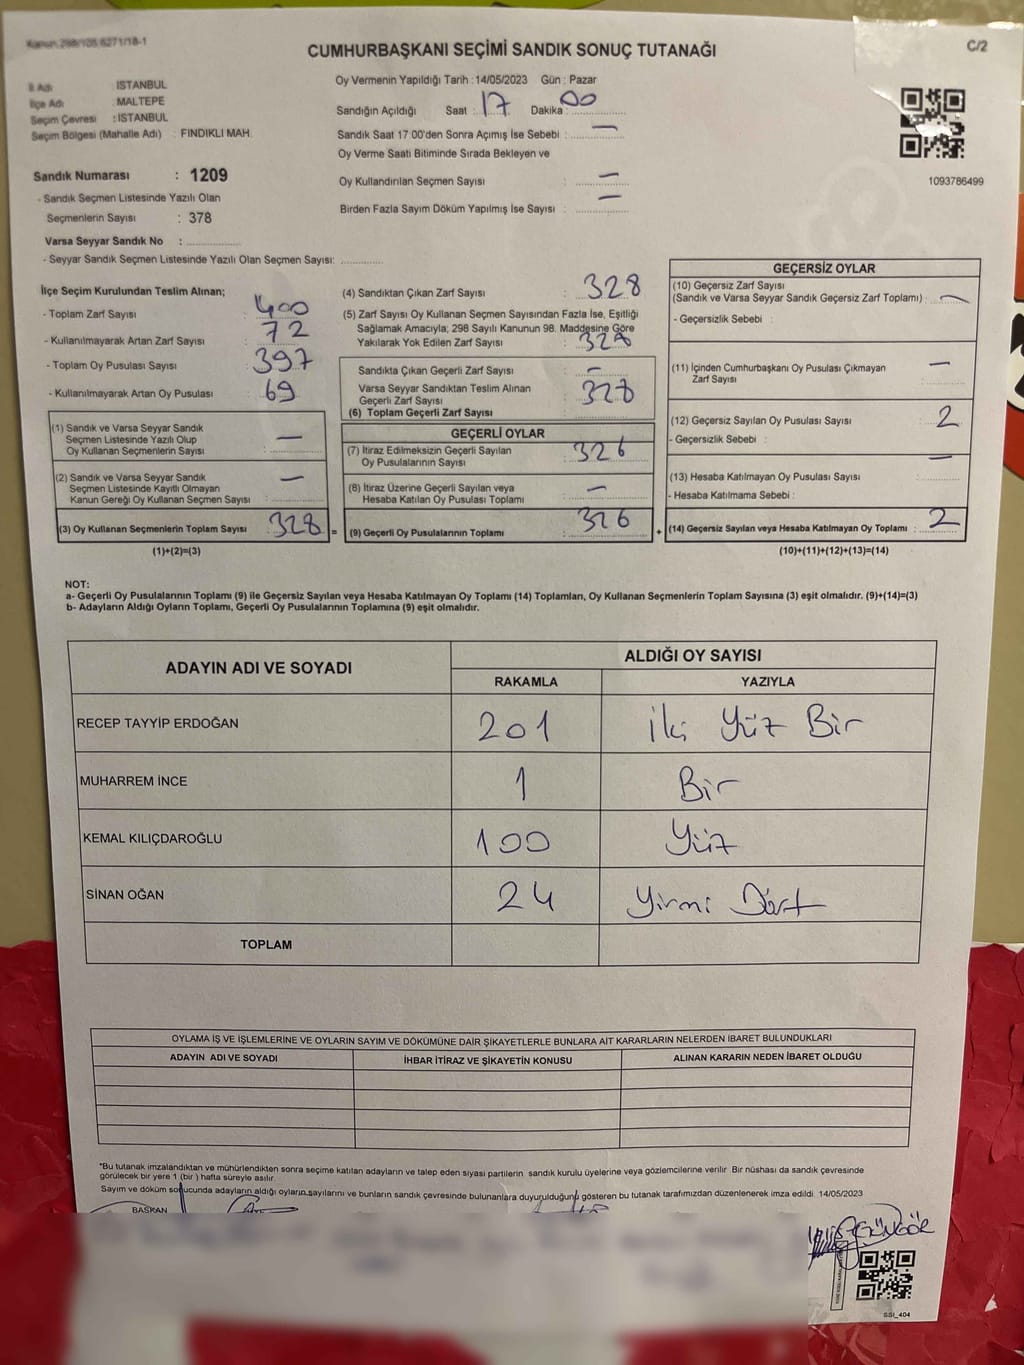 Kanun:298/105,6271/18-1
C/2
CUMHURBAŞKANI SEÇİMİ SANDIK SONUÇ TUTANAĞI
İl Adı : İSTANBUL
İlçe Adı : MALTEPE
Seçim Çevresi : İSTANBUL
Seçim Bölgesi (Mahalle Adı) : FINDIKLI MAH.
Sandık Numarası : 1209
- Sandık Seçmen Listesinde Yazılı Olan
Seçmenlerin Sayısı : 378
Varsa Seyyar Sandık No :
- Seyyar Sandık Seçmen Listesinde Yazılı Olan Seçmen Sayısı:
Oy Vermenin Yapıldığı Tarih : 14/05/2023 Gün : Pazar
Sandığın Açıldığı Saat : 17 Dakika : 00
Sandık Saat 17:00'den Sonra Açımış İse Sebebi : —
Oy Verme Saati Bitiminde Sırada Bekleyen ve
Oy Kullandırılan Seçmen Sayısı : —
Birden Fazla Sayım Döküm Yapılmış İse Sayısı : —
1093786499
İlçe Seçim Kurulundan Teslim Alınan;
- Toplam Zarf Sayısı : 400
- Kullanılmayarak Artan Zarf Sayısı : 72
- Toplam Oy Pusulası Sayısı : 397
- Kullanılmayarak Artan Oy Pusulası : 69
(1) Sandık ve Varsa Seyyar Sandık
Seçmen Listesinde Yazılı Olup
Oy Kullanan Seçmenlerin Sayısı : —
(2) Sandık ve Varsa Seyyar Sandık
Seçmen Listesinde Kayıtlı Olmayan
Kanun Gereği Oy Kullanan Seçmen Sayısı : —
(3) Oy Kullanan Seçmenlerin Toplam Sayısı : 328
(1)+(2)=(3)
(4) Sandıktan Çıkan Zarf Sayısı : 328
(5) Zarf Sayısı Oy Kullanan Seçmen Sayısından Fazla İse, Eşitliği
Sağlamak Amacıyla; 298 Sayılı Kanunun 98. Maddesine Göre
Yakılarak Yok Edilen Zarf Sayısı : 328
Sandıkta Çıkan Geçerli Zarf Sayısı : —
Varsa Seyyar Sandıktan Teslim Alınan
Geçerli Zarf Sayısı : 328
(6) Toplam Geçerli Zarf Sayısı :
GEÇERLİ OYLAR
(7) İtiraz Edilmeksizin Geçerli Sayılan
Oy Pusulalarının Sayısı : 326
(8) İtiraz Üzerine Geçerli Sayılan veya
Hesaba Katılan Oy Pusulası Toplamı : —
= (9) Geçerli Oy Pusulalarının Toplamı : 326
GEÇERSİZ OYLAR
(10) Geçersiz Zarf Sayısı
(Sandık ve Varsa Seyyar Sandık Geçersiz Zarf Toplamı) : —
- Geçersizlik Sebebi :
(11) İçinden Cumhurbaşkanı Oy Pusulası Çıkmayan
Zarf Sayısı : —
(12) Geçersiz Sayılan Oy Pusulası Sayısı : 2
- Geçersizlik Sebebi :
(13) Hesaba Katılmayan Oy Pusulası Sayısı : —
- Hesaba Katılmama Sebebi :
+ (14) Geçersiz Sayılan veya Hesaba Katılmayan Oy Toplamı : 2
(10)+(11)+(12)+(13)=(14)
NOT:
a- Geçerli Oy Pusulalarının Toplamı (9) ile Geçersiz Sayılan veya Hesaba Katılmayan Oy Toplamı (14) Toplamları, Oy Kullanan Seçmenlerin Toplam Sayısına (3) eşit olmalıdır. (9)+(14)=(3)
b- Adayların Aldığı Oyların Toplamı, Geçerli Oy Pusulalarının Toplamına (9) eşit olmalıdır.
ADAYIN ADI VE SOYADI ALDIĞI OY SAYISI
RAKAMLA YAZIYLA
RECEP TAYYİP ERDOĞAN 201 İki Yüz Bir
MUHARREM İNCE 1 Bir
KEMAL KILIÇDAROĞLU 100 Yüz
SİNAN OĞAN 24 Yirmi Dört
TOPLAM
OYLAMA İŞ VE İŞLEMLERİNE VE OYLARIN SAYIM VE DÖKÜMÜNE DAİR ŞİKAYETLERLE BUNLARA AİT KARARLARIN NELERDEN İBARET BULUNDUKLARI
ADAYIN ADI VE SOYADI İHBAR İTİRAZ VE ŞİKAYETİN KONUSU ALINAN KARARIN NEDEN İBARET OLDUĞU
*Bu tutanak imzalandıktan ve mühürlendikten sonra seçime katılan adayların ve talep eden siyasi partilerin sandık kurulu üyelerine veya gözlemcilerine verilir. Bir nüshası da sandık çevresinde
görülecek bir yere 1 (bir) hafta süreyle asılır.
Sayım ve döküm sonucunda adayların aldığı oyların sayılarını ve bunların sandık çevresinde bulunanlara duyurulduğunu gösteren bu tutanak tarafımızdan düzenlenerek imza edildi. 14/05/2023
BAŞKAN
GÜNGÖR
SSI_404